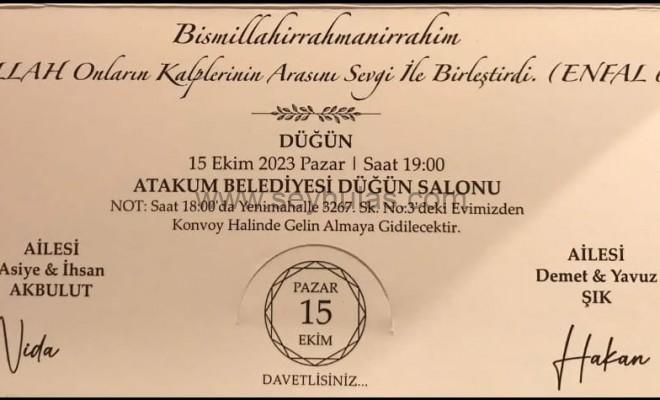 Bismillahirrahmanirrahim
LLAH Onların Kalplerinin Arasını Sevgi İle Birleştirdi. (ENFAL
DÜĞÜN
15 Ekim 2023 Pazar | Saat 19:00
ATAKUM BELEDİYESİ DÜĞÜN SALONU
NOT: Saat 18:00'da Yenimahalle 3267. Sk. No:3'deki Evimizden
Konvoy Halinde Gelin Almaya Gidilecektir.
AİLESİ
Asiye & İhsan
AKBULUT
Vida
PAZAR
15
EKİM
DAVETLİSİNİZ...
AİLESİ
Demet & Yavuz
ŞIK
Hakan